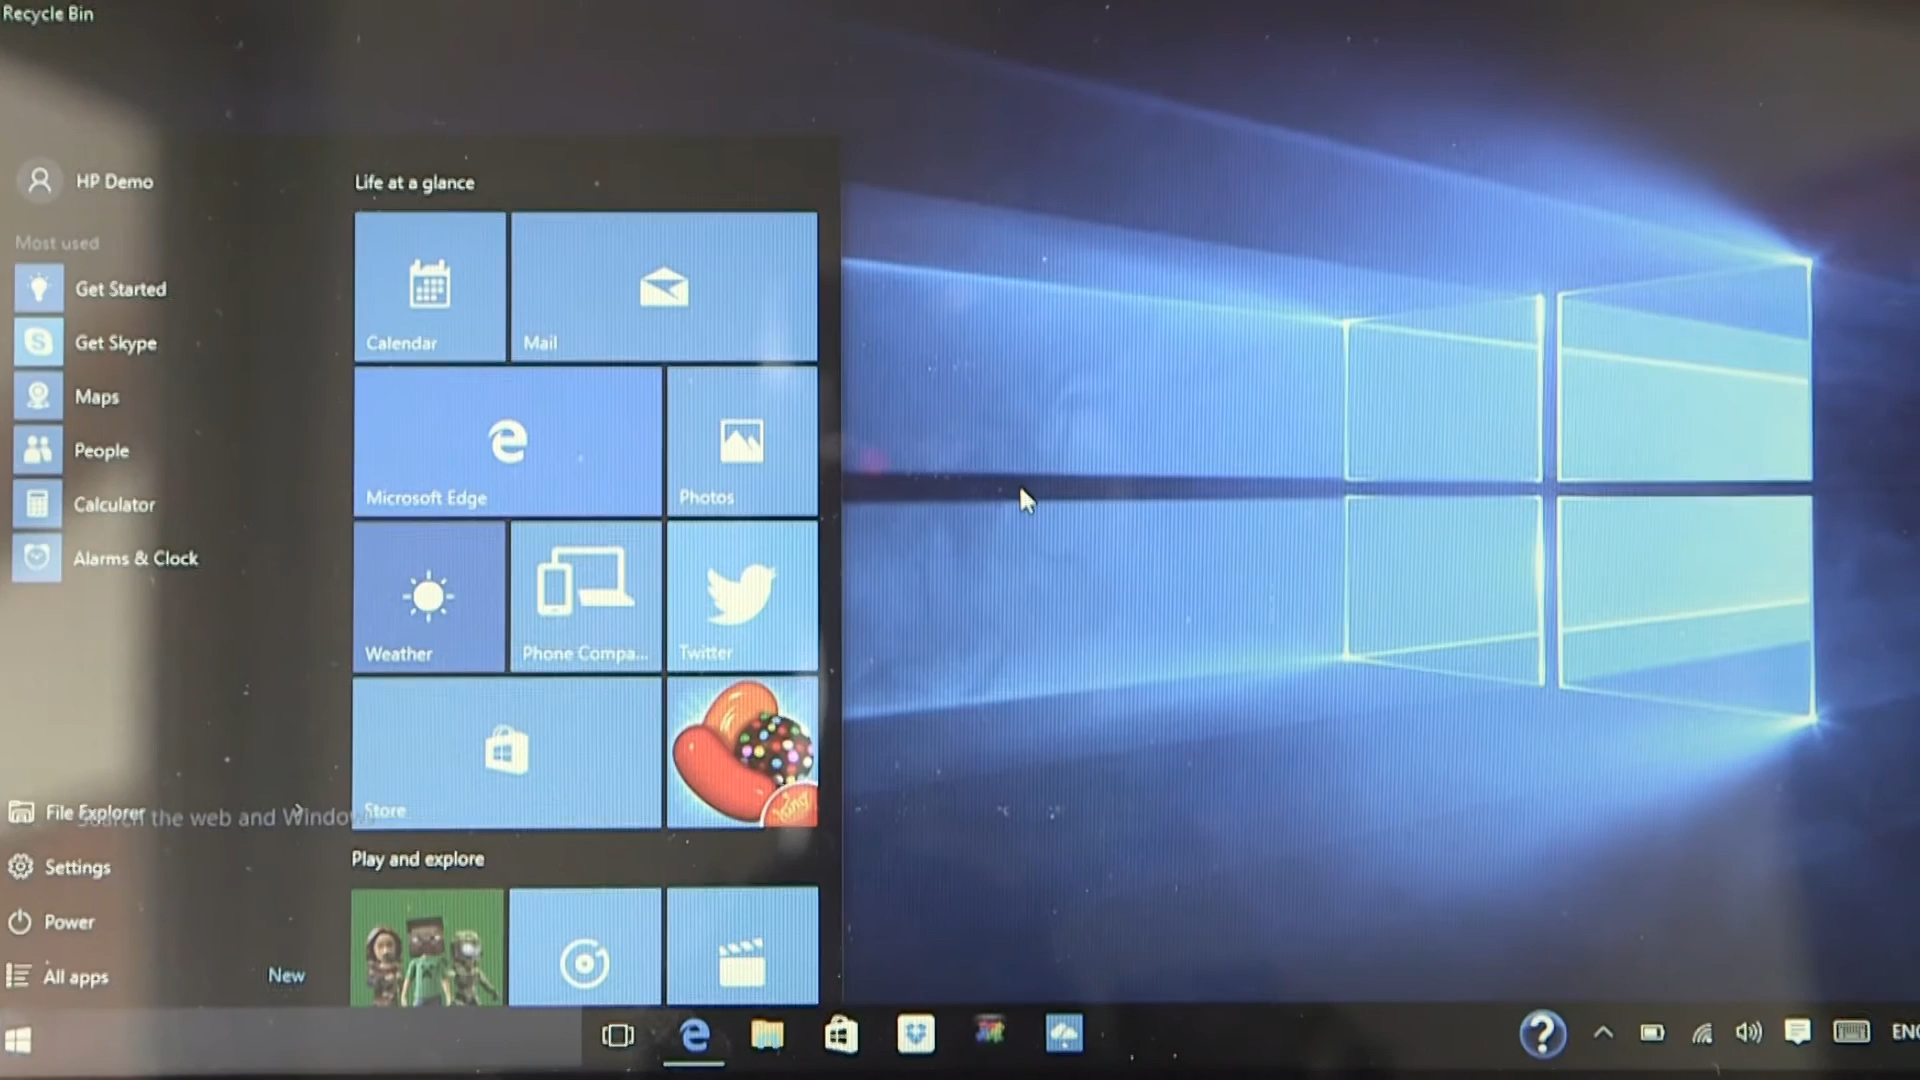 Recycle Bin
HP Demo
Most used
Get Started
Get Skype
Maps
People
Calculator
Alarms & Clock
File Explorer
the web and Windows
Settings
Power
All apps
New
Life at a glance
Calendar
Mail
Microsoft Edge
Photos
Weather
Phone Compa...
Twitter
Store
King
Play and explore
?
ENG